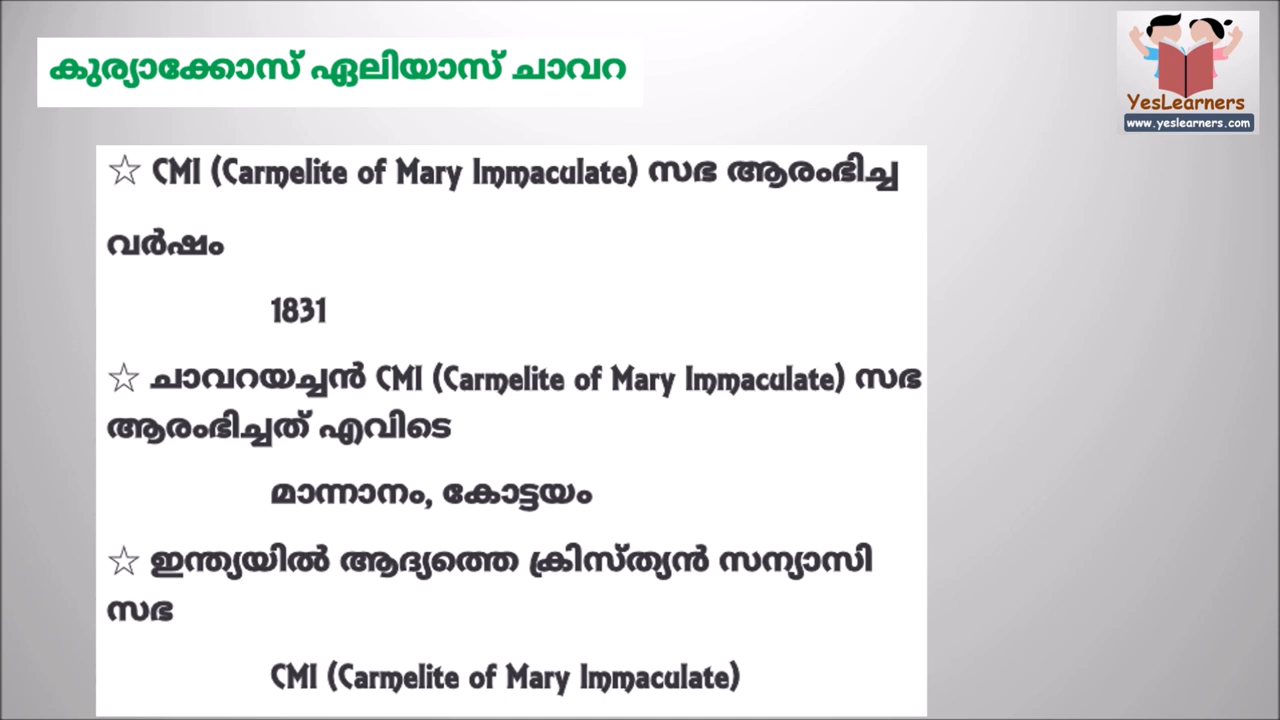 കുര്യാക്കോസ് ഏലിയാസ് ചാവറ
YesLearners
www.yeslearners.com
☆ CMI (Carmelite of Mary Immaculate) സഭ ആരംഭിച്ച
വർഷം
1831
☆ ചാവറയച്ചൻ CMI (Carmelite of Mary Immaculate) സഭ
ആരംഭിച്ചത് എവിടെ
മാന്നാനം, കോട്ടയം
☆ ഇന്ത്യയിൽ ആദ്യത്തെ ക്രിസ്ത്യൻ സന്യാസി
സഭ
CMI (Carmelite of Mary Immaculate)